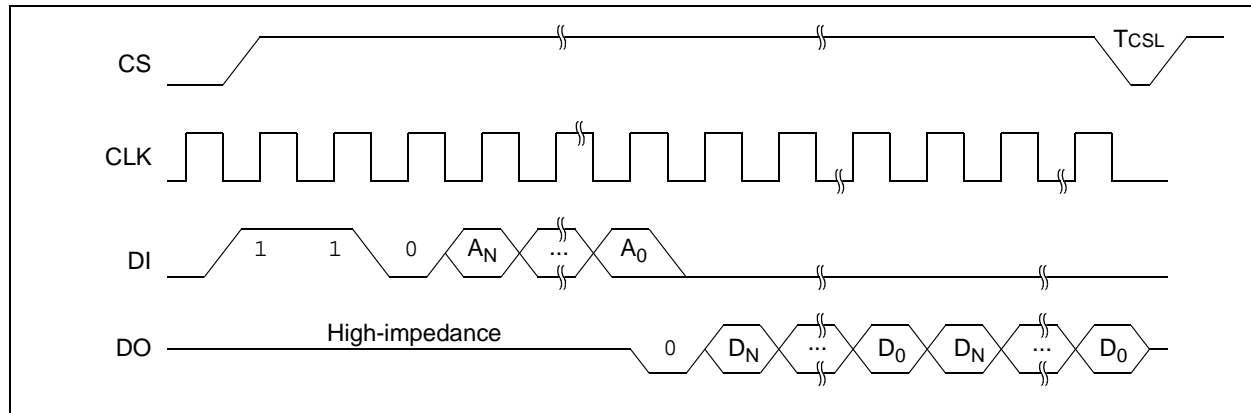 CS TCSL
CLK
DI 1 1 0 AN ... A0
High-impedance
DO 0 DN ... D0 DN ... D0